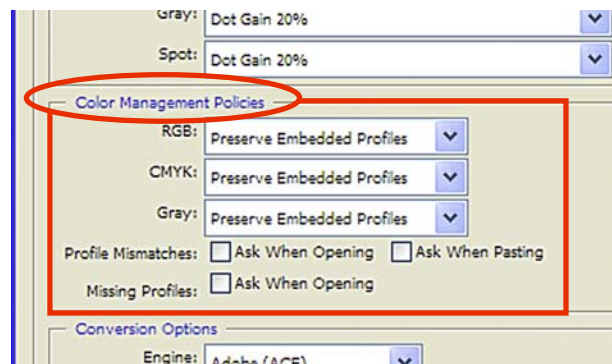 Gray: Dot Gain 20%
Spot: Dot Gain 20%
Color Management Policies
RGB: Preserve Embedded Profiles
CMYK: Preserve Embedded Profiles
Gray: Preserve Embedded Profiles
Profile Mismatches: Ask When Opening Ask When Pasting
Missing Profiles: Ask When Opening
Conversion Options
Engine: Adobe (ACE)